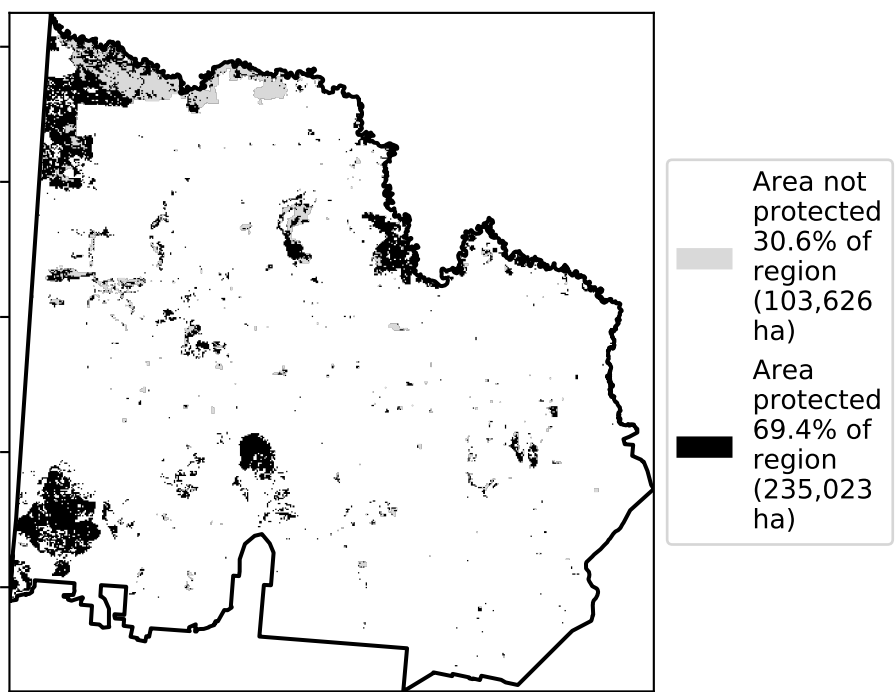 Area not
protected
30.6% of
region
(103,626
ha)
Area
protected
69.4% of
region
(235,023
ha)